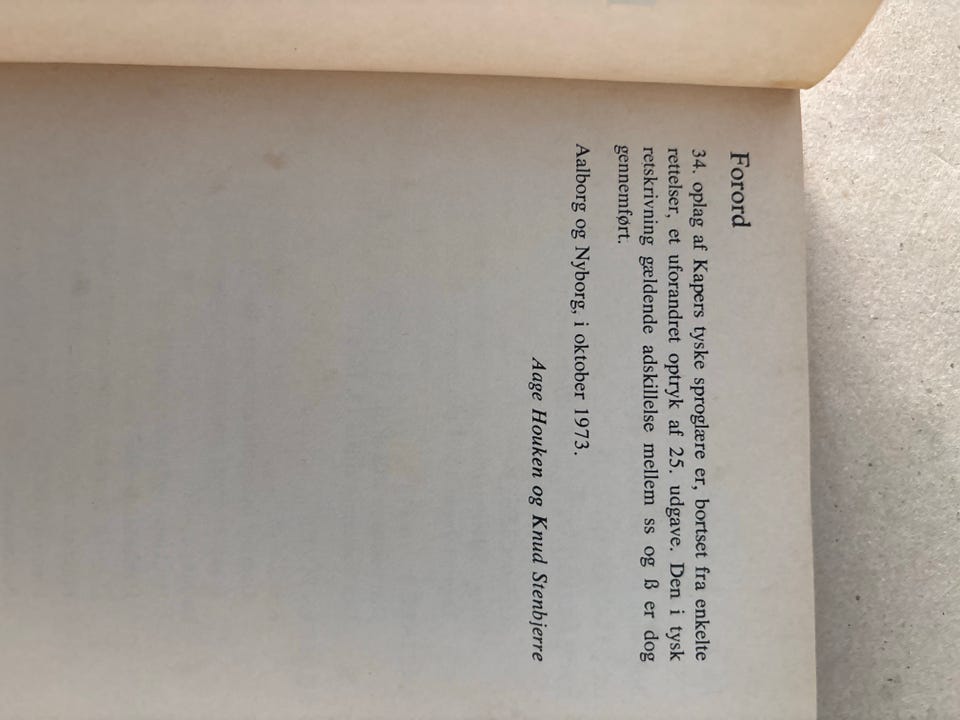 Forord
34. oplag af Kapers tyske sproglære er, bortset fra enkelte
rettelser, et uforandret optryk af 25. udgave. Den i tysk
retskrivning gældende adskillelse mellem ss og ß er dog
gennemført.
Aalborg og Nyborg, i oktober 1973.
Aage Houken og Knud Stenbjerre